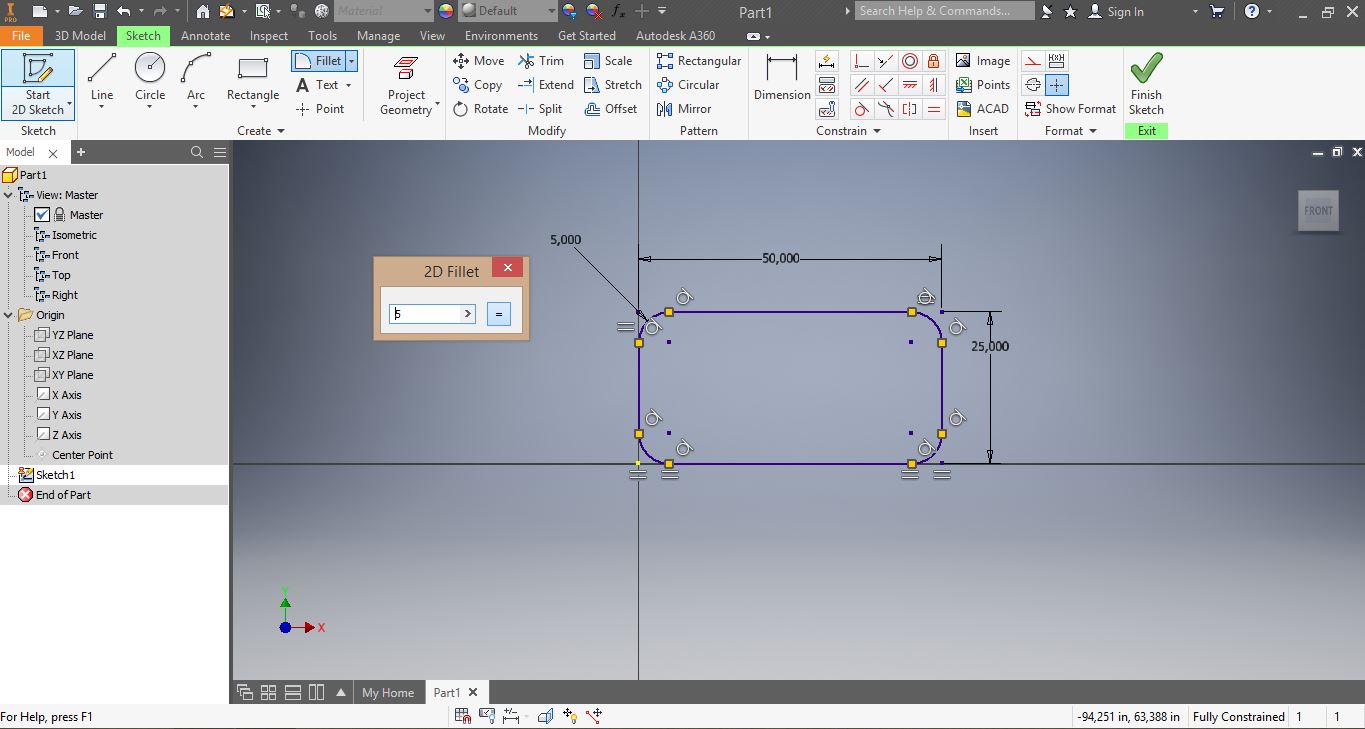 PRO
Material
Default
Part1
Search Help & Commands...
Sign In
File
3D Model
Sketch
Annotate
Inspect
Tools
Manage
View
Environments
Get Started
Autodesk A360
Start
2D Sketch
Line
Circle
Arc
Rectangle
Fillet
Text
Point
Project
Geometry
Move
Copy
Rotate
Trim
Extend
Split
Scale
Stretch
Offset
Rectangular
Circular
Mirror
Dimension
Image
Points
ACAD
Show Format
Finish
Sketch
Sketch
Create
Modify
Pattern
Constrain
Insert
Format
Exit
Model
Part1
View: Master
Master
Isometric
Front
Top
Right
Origin
YZ Plane
XZ Plane
XY Plane
X Axis
Y Axis
Z Axis
Center Point
Sketch1
End of Part
FRONT
5,000
50,000
25,000
2D Fillet
5
=
Y
X
My Home
Part1
For Help, press F1
-94,251 in, 63,388 in
Fully Constrained
1
1